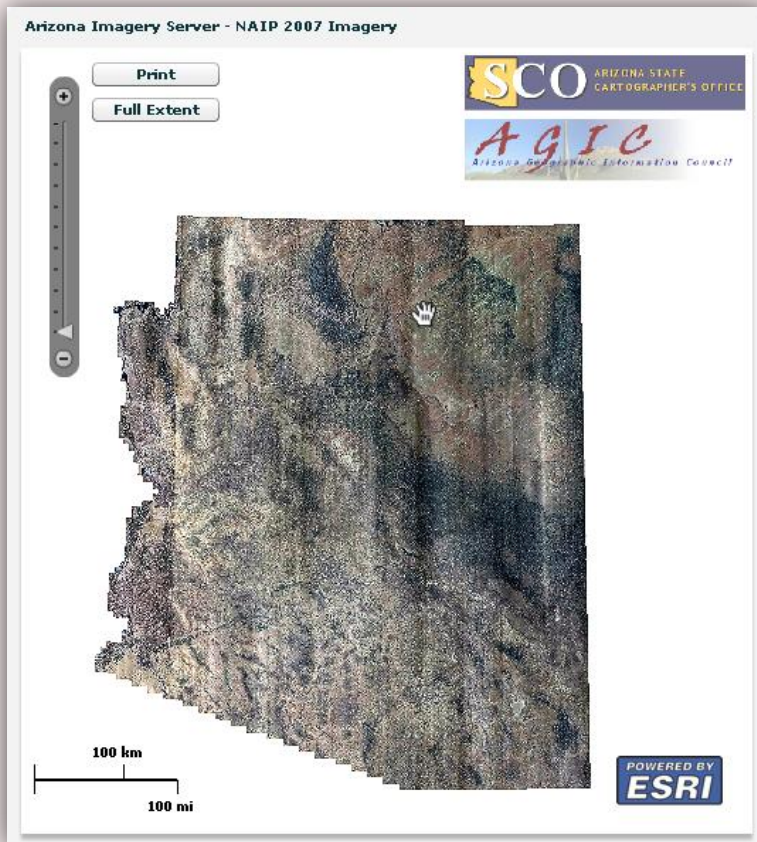 Arizona Imagery Server - NAIP 2007 Imagery
Print
Full Extent
SCO ARIZONA STATE
CARTOGRAPHER'S OFFICE
AGIC
Arizona Geographic Information Council
100 km
100 mi
POWERED BY
ESRI